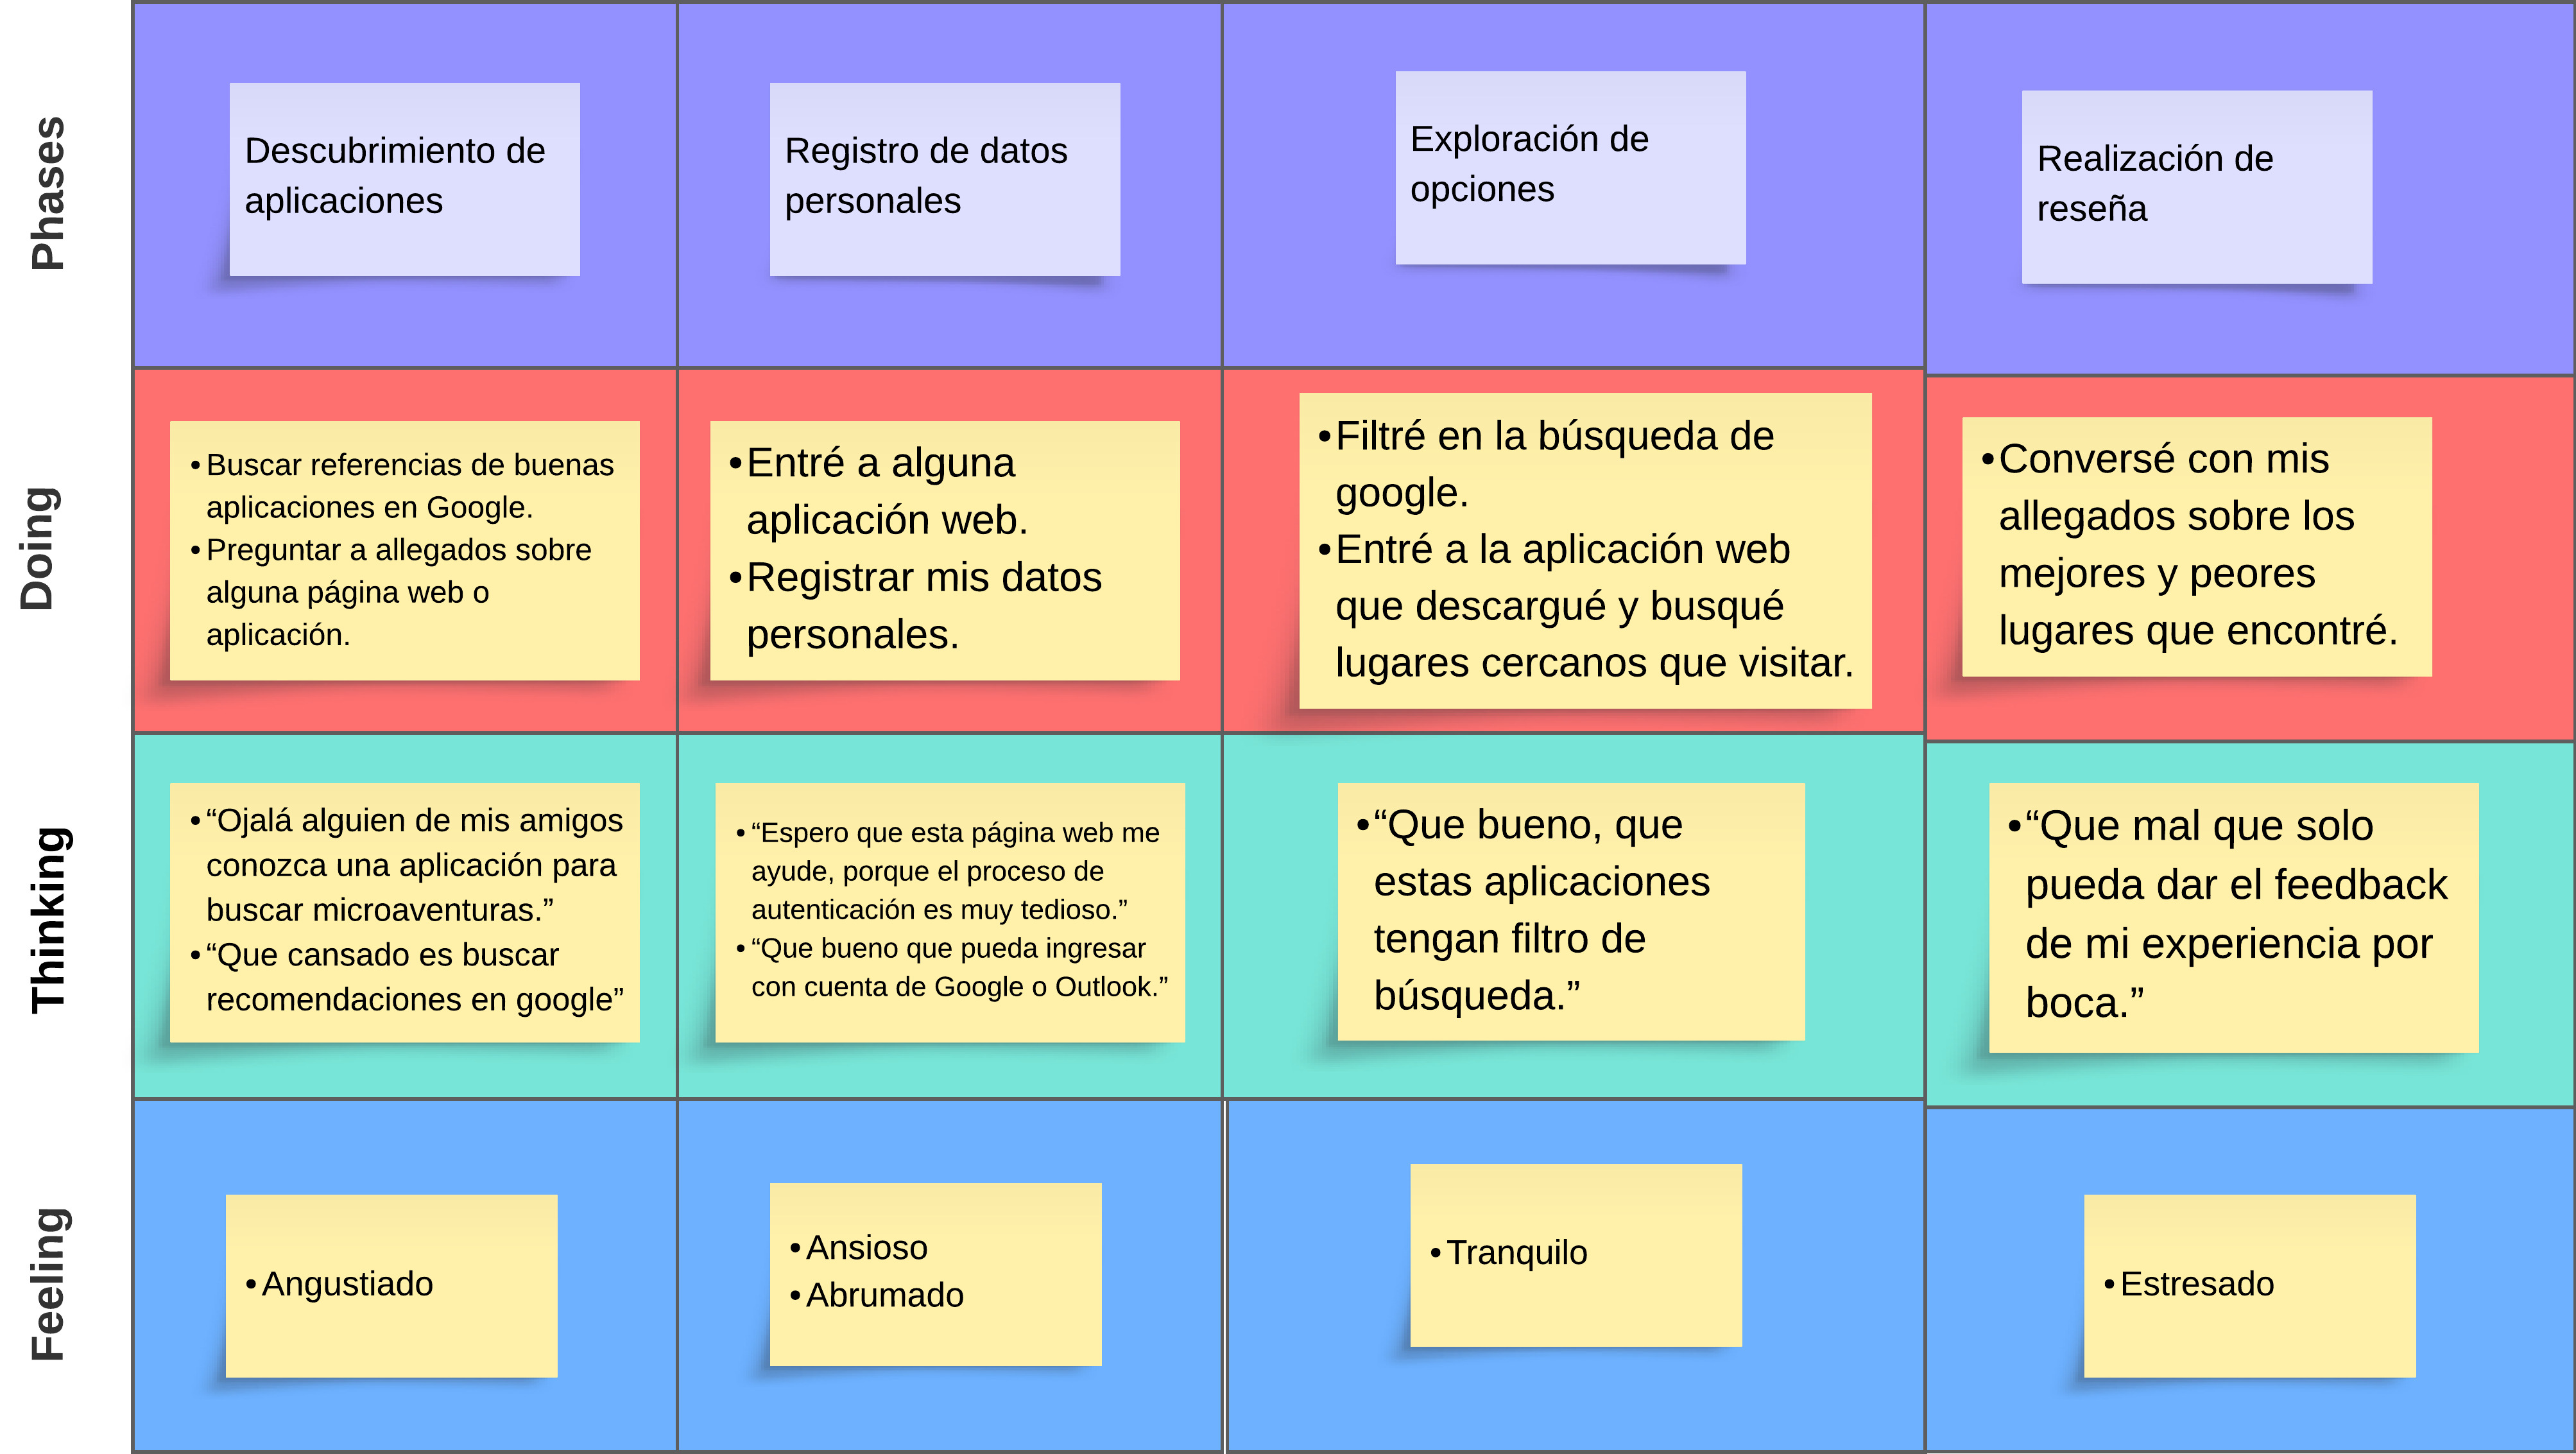 Phases
Descubrimiento de
aplicaciones
Registro de datos
personales
Exploración de
opciones
Realización de
reseña
Doing
•Buscar referencias de buenas
aplicaciones en Google.
•Preguntar a allegados sobre
alguna página web o
aplicación.
•Entré a alguna
aplicación web.
•Registrar mis datos
personales.
•Filtré en la búsqueda de
google.
•Entré a la aplicación web
que descargué y busqué
lugares cercanos que visitar.
•Conversé con mis
allegados sobre los
mejores y peores
lugares que encontré.
Thinking
•“Ojalá alguien de mis amigos
conozca una aplicación para
buscar microaventuras.”
•“Que cansado es buscar
recomendaciones en google”
•“Espero que esta página web me
ayude, porque el proceso de
autenticación es muy tedioso.”
•“Que bueno que pueda ingresar
con cuenta de Google o Outlook.”
•“Que bueno, que
estas aplicaciones
tengan filtro de
búsqueda.”
•“Que mal que solo
pueda dar el feedback
de mi experiencia por
boca.”
Feeling
•Angustiado
•Ansioso
•Abrumado
•Tranquilo
•Estresado